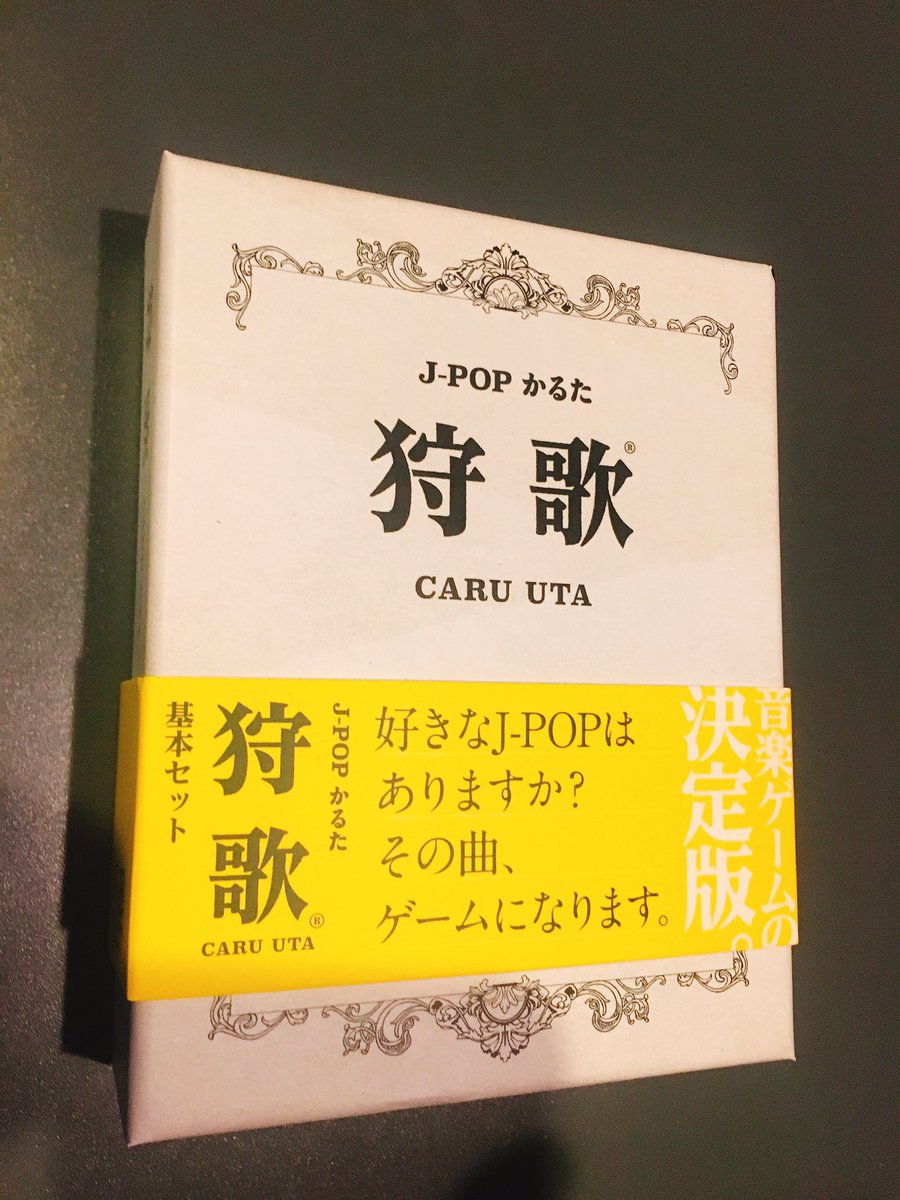 J-POP かるた
狩歌®
CARU UTA
音楽ゲームの
決定版。
好きなJ-POPは
ありますか?
その曲、
ゲームになります。
J-POP かるた
狩歌®
CARU UTA
基本セット